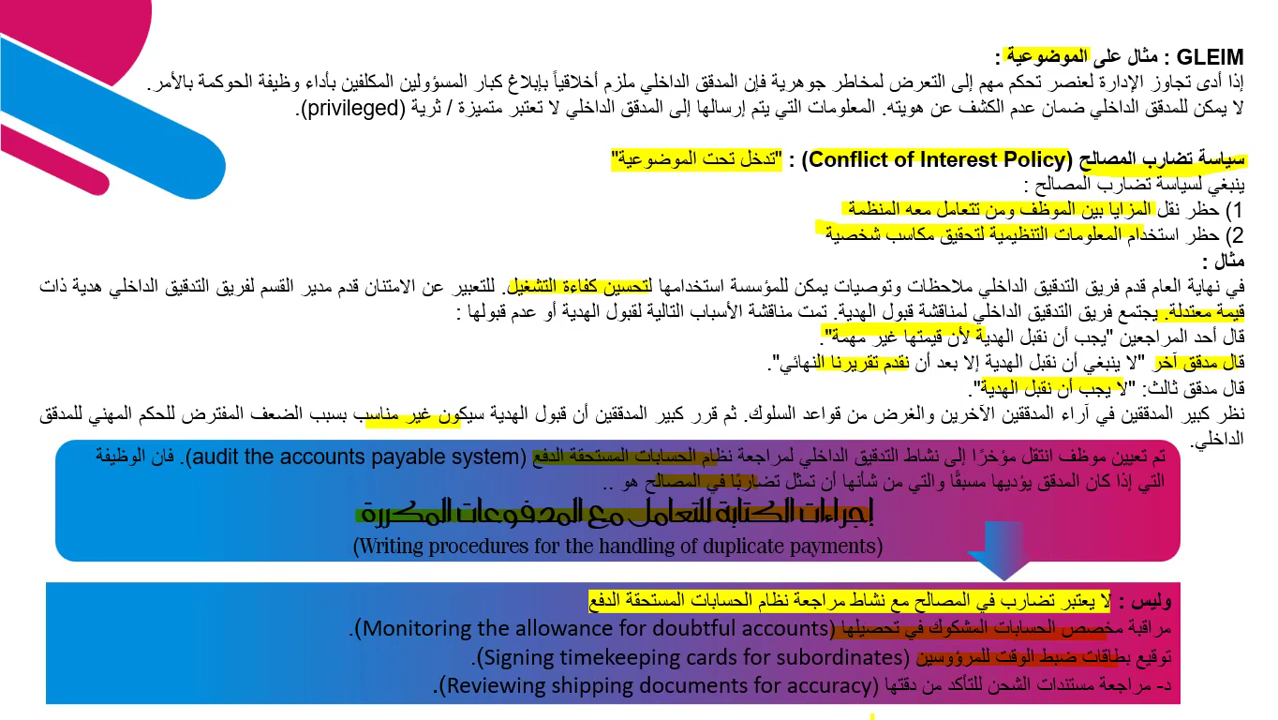 GLEIM : مثال على الموضوعية :
إذا أدى تجاوز الإدارة لعنصر تحكم مهم إلى التعرض لمخاطر جوهرية فإن المدقق الداخلي ملزم أخلاقياً بإبلاغ كبار المسؤولين المكلفين بأداء وظيفة الحوكمة بالأمر.
لا يمكن للمدقق الداخلي ضمان عدم الكشف عن هويته. المعلومات التي يتم إرسالها إلى المدقق الداخلي لا تعتبر متميزة / ثرية (privileged).
سياسة تضارب المصالح (Conflict of Interest Policy) : "تدخل تحت الموضوعية"
ينبغي لسياسة تضارب المصالح :
1) حظر نقل المزايا بين الموظف ومن تتعامل معه المنظمة
2) حظر استخدام المعلومات التنظيمية لتحقيق مكاسب شخصية
مثال :
في نهاية العام قدم فريق التدقيق الداخلي ملاحظات وتوصيات يمكن للمؤسسة استخدامها لتحسين كفاءة التشغيل. للتعبير عن الامتنان قدم مدير القسم لفريق التدقيق الداخلي هدية ذات
قيمة معتدلة. يجتمع فريق التدقيق الداخلي لمناقشة قبول الهدية. تمت مناقشة الأسباب التالية لقبول الهدية أو عدم قبولها :
قال أحد المراجعين "يجب أن نقبل الهدية لأن قيمتها غير مهمة".
قال مدقق آخر "لا ينبغي أن نقبل الهدية إلا بعد أن نقدم تقريرنا النهائي".
قال مدقق ثالث: "لا يجب أن نقبل الهدية".
نظر كبير المدققين في آراء المدققين الآخرين والغرض من قواعد السلوك. ثم قرر كبير المدققين أن قبول الهدية سيكون غير مناسب بسبب الضعف المفترض للحكم المهني للمدقق
الداخلي.
تم تعيين موظف انتقل مؤخرًا إلى نشاط التدقيق الداخلي لمراجعة نظام الحسابات المستحقة الدفع (audit the accounts payable system). فان الوظيفة
التي إذا كان المدقق يؤديها مسبقًا والتي من شأنها أن تمثل تضاربًا في المصالح هو ..
إجراءات الكتابة للتعامل مع المدفوعات المكررة
(Writing procedures for the handling of duplicate payments)
وليس : لا يعتبر تضارب في المصالح مع نشاط مراجعة نظام الحسابات المستحقة الدفع
مراقبة مخصص الحسابات المشكوك في تحصيلها (Monitoring the allowance for doubtful accounts).
توقيع بطاقات ضبط الوقت للمرؤوسين (Signing timekeeping cards for subordinates).
د- مراجعة مستندات الشحن للتأكد من دقتها (Reviewing shipping documents for accuracy).